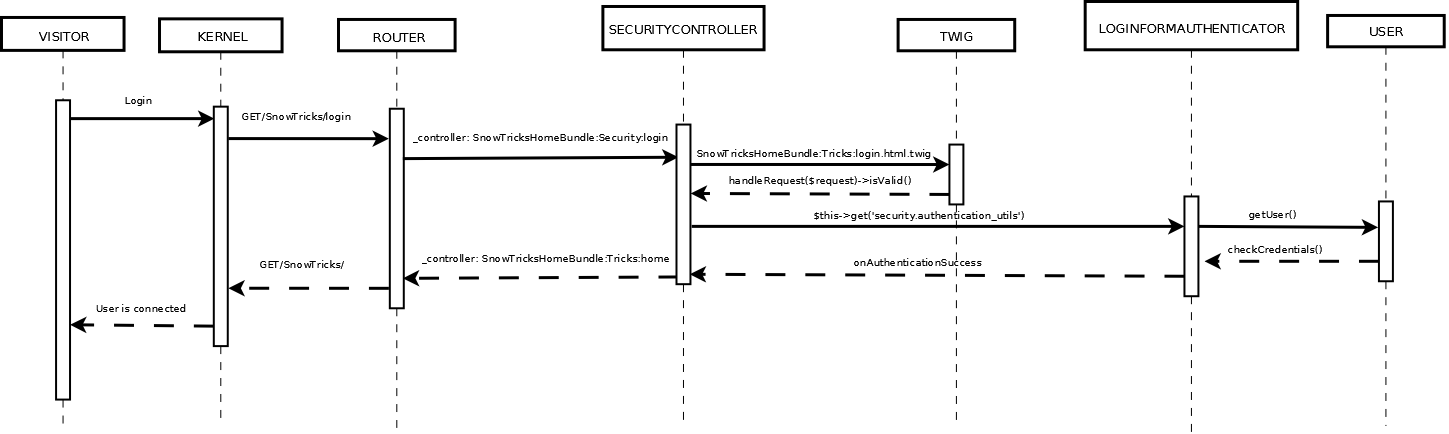 VISITOR
KERNEL
ROUTER
SECURITYCONTROLLER
TWIG
LOGINFORMAUTHENTICATOR
USER
Login
GET/SnowTricks/login
_controller: SnowTricksHomeBundle:Security:login
SnowTricksHomeBundle:Tricks:login.html.twig
handleRequest($request)->isValid()
$this->get('security.authentication_utils')
getUser()
checkCredentials()
onAuthenticationSuccess
_controller: SnowTricksHomeBundle:Tricks:home
GET/SnowTricks/
User is connected